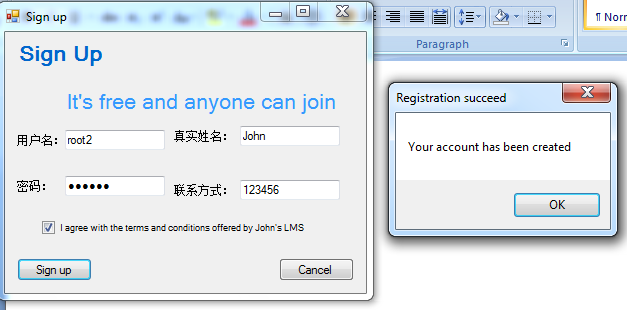 Sign up
Sign Up
It's free and anyone can join
用户名： root2
真实姓名： John
密码： ●●●●●●
联系方式： 123456
I agree with the terms and conditions offered by John's LMS
Sign up
Cancel
Paragraph
¶ Norr
Registration succeed
Your account has been created
OK